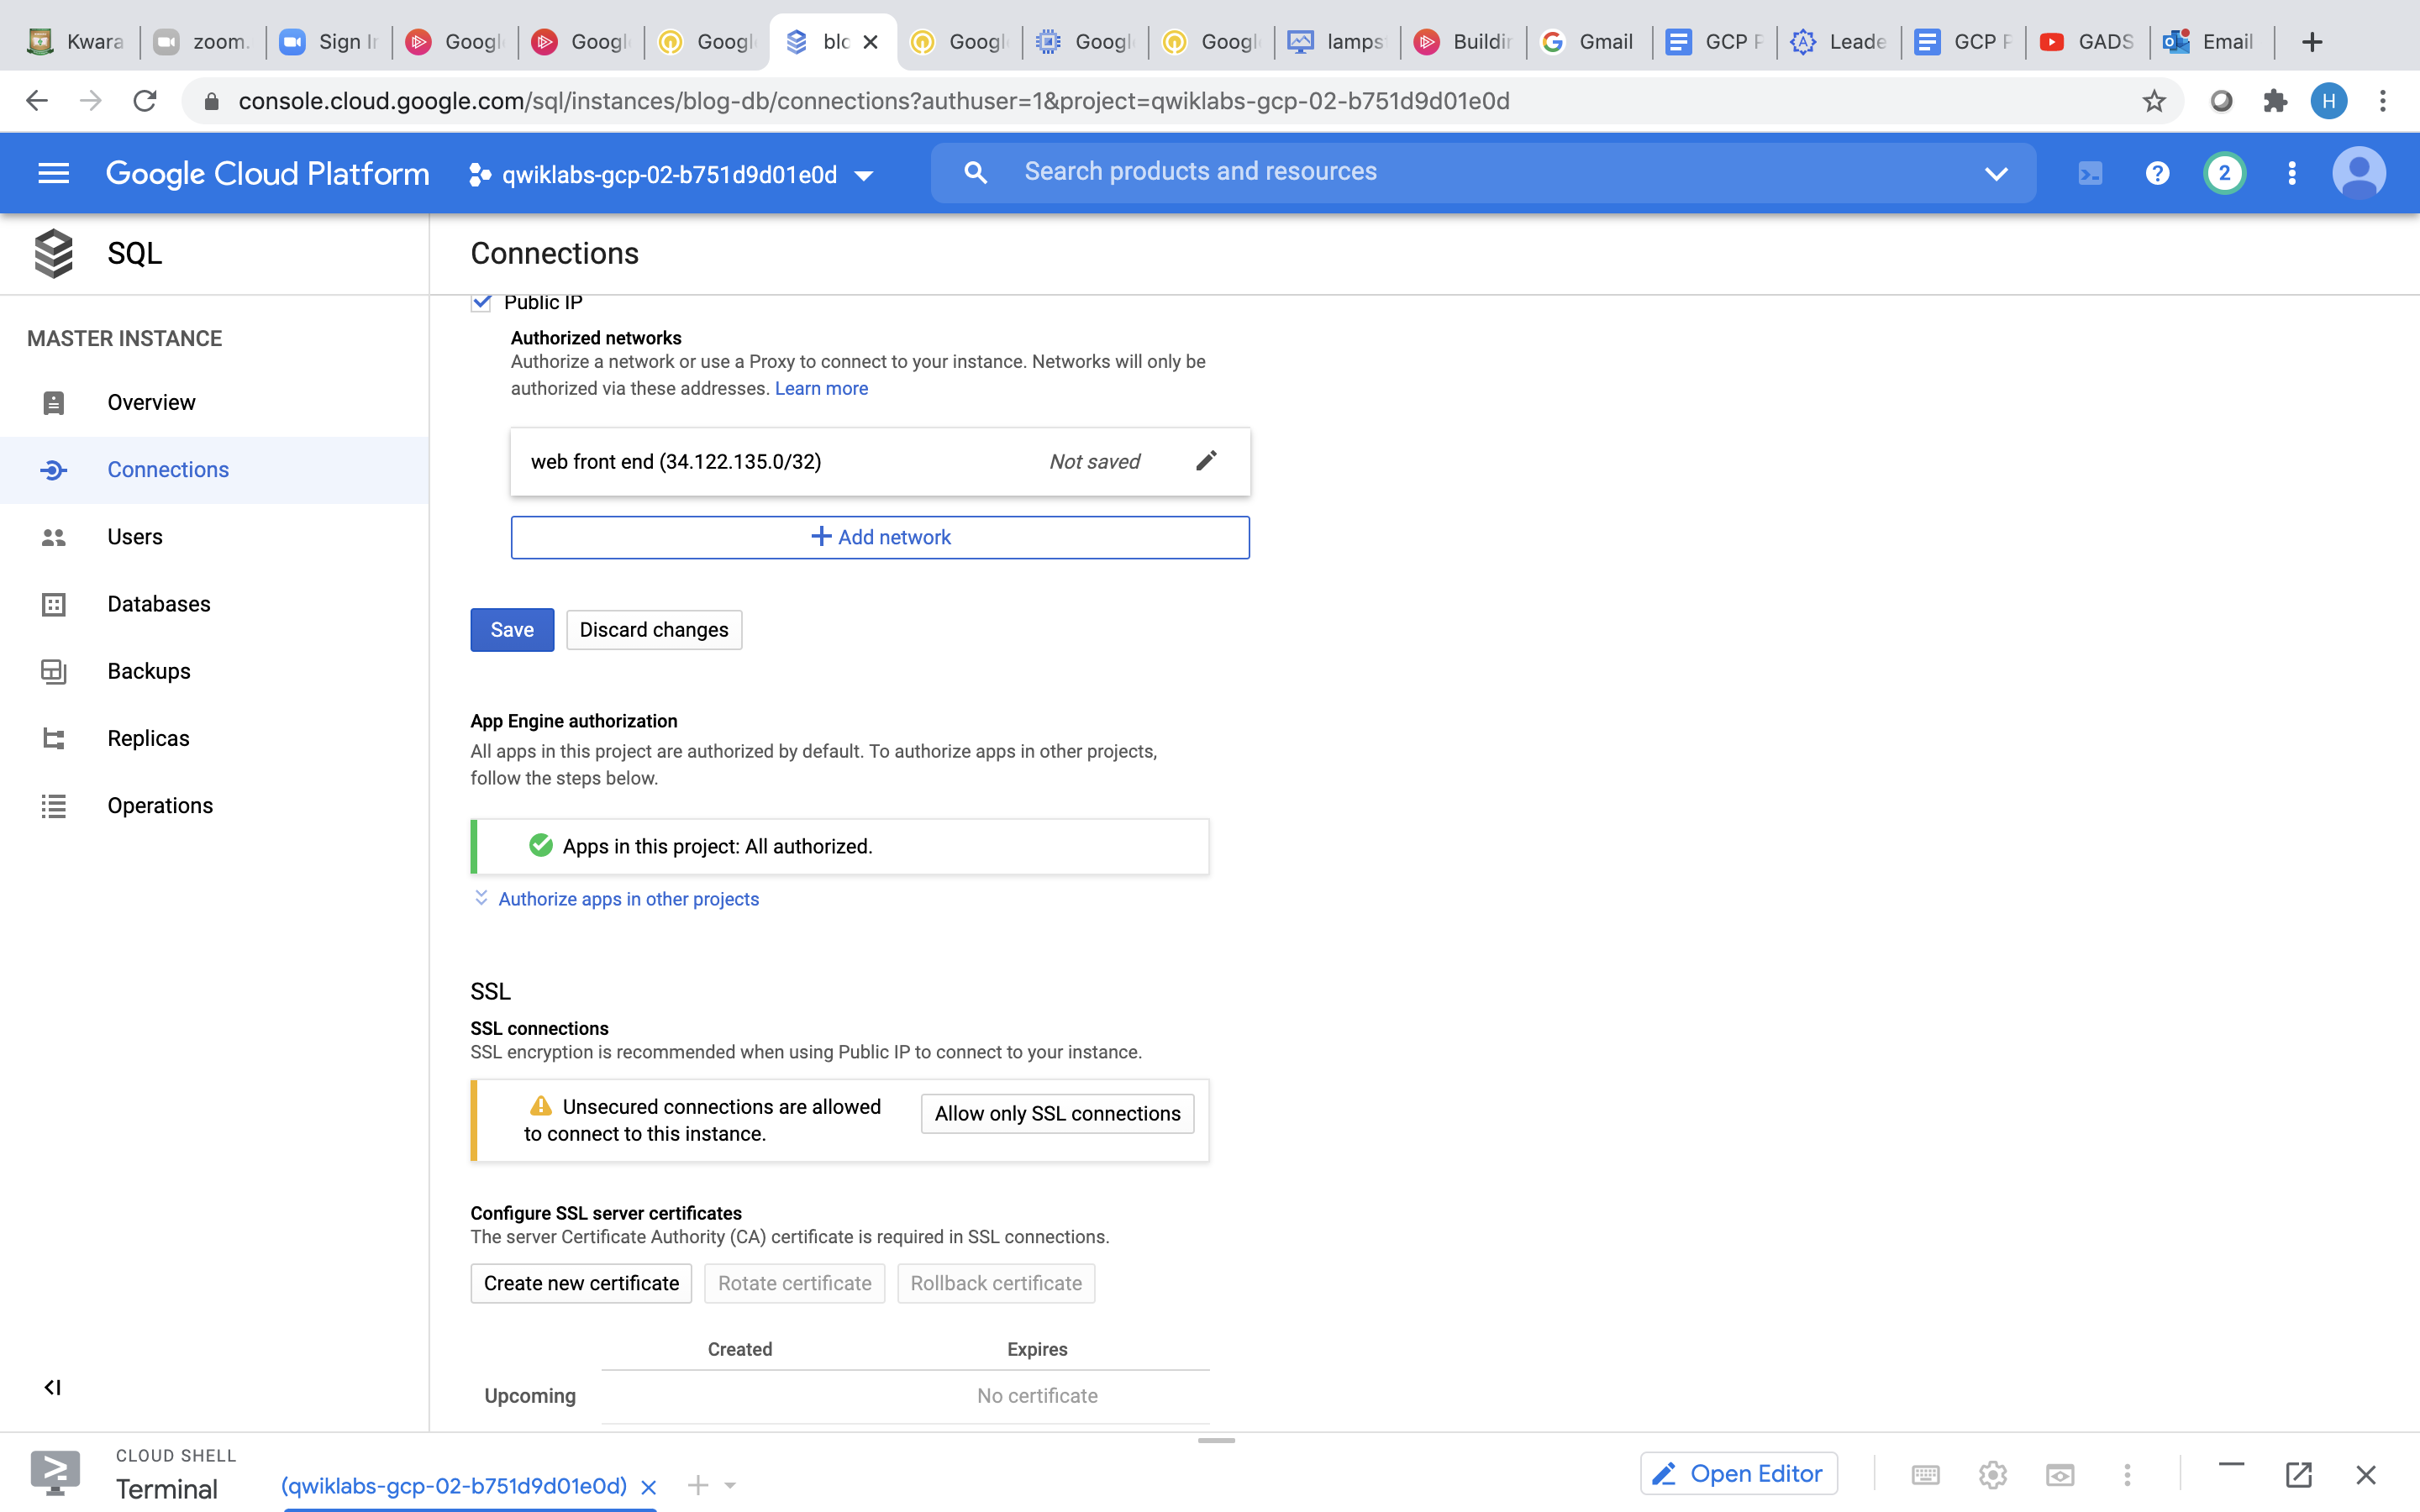 Kwara
zoom.
Sign In
Googl
Googl
Googl
blo
Googl
Googl
Googl
lamps
Buildin
Gmail
GCP P
Leade
GCP P
GADS
Email
console.cloud.google.com/sql/instances/blog-db/connections?authuser=1&project=qwiklabs-gcp-02-b751d9d01e0d
H
Google Cloud Platform
qwiklabs-gcp-02-b751d9d01e0d
Search products and resources
2
SQL
Connections
MASTER INSTANCE
Overview
Connections
Users
Databases
Backups
Replicas
Operations
Public IP
Authorized networks
Authorize a network or use a Proxy to connect to your instance. Networks will only be
authorized via these addresses. Learn more
web front end (34.122.135.0/32)
Not saved
Add network
Save
Discard changes
App Engine authorization
All apps in this project are authorized by default. To authorize apps in other projects,
follow the steps below.
Apps in this project: All authorized.
Authorize apps in other projects
SSL
SSL connections
SSL encryption is recommended when using Public IP to connect to your instance.
Unsecured connections are allowed
to connect to this instance.
Allow only SSL connections
Configure SSL server certificates
The server Certificate Authority (CA) certificate is required in SSL connections.
Create new certificate
Rotate certificate
Rollback certificate
Created
Expires
Upcoming
No certificate
CLOUD SHELL
Terminal
(qwiklabs-gcp-02-b751d9d01e0d)
Open Editor